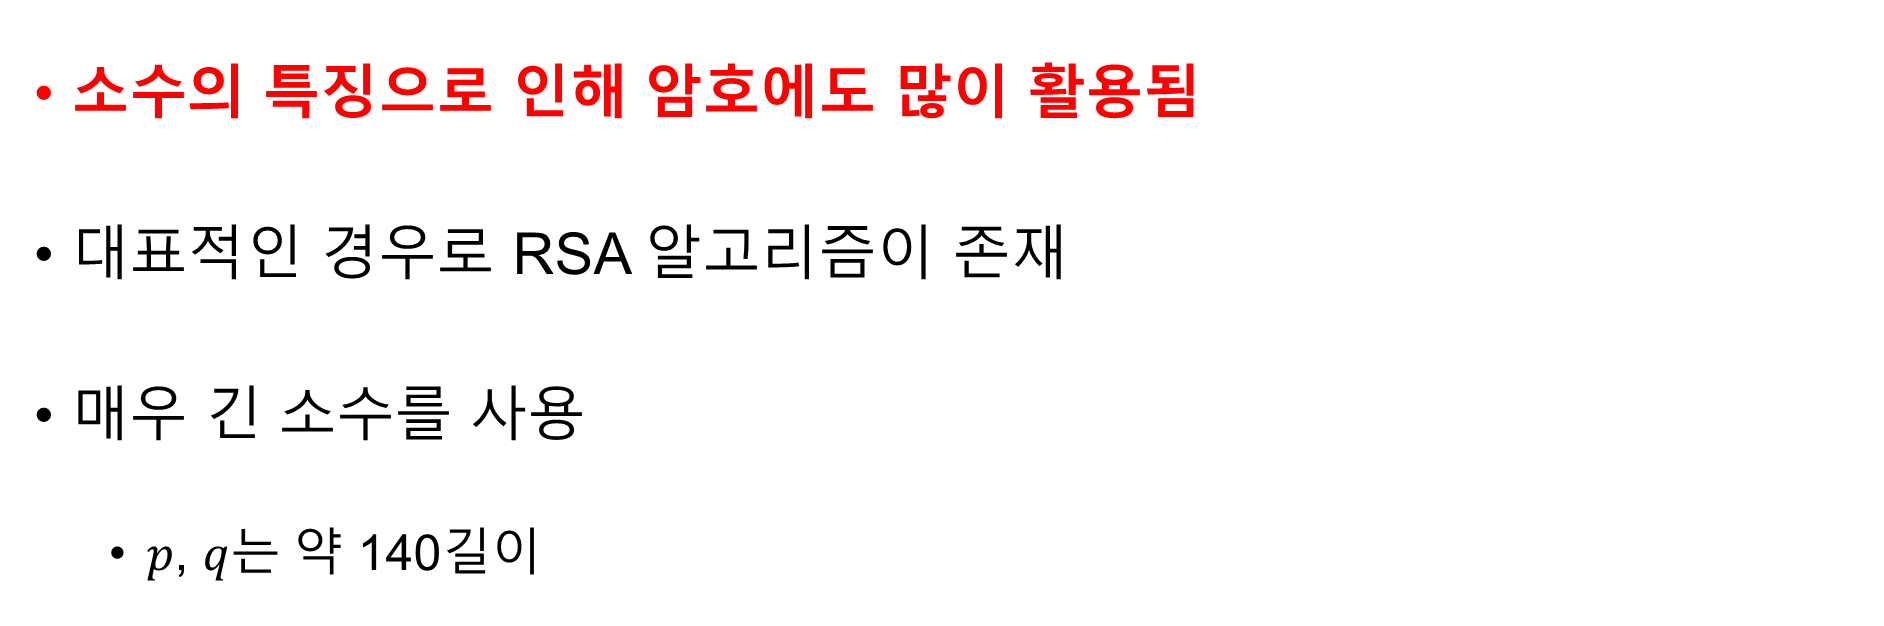 • 소수의 특징으로 인해 암호에도 많이 활용됨
• 대표적인 경우로 RSA 알고리즘이 존재
• 매우 긴 소수를 사용
• 𝑝, 𝑞는 약 140길이